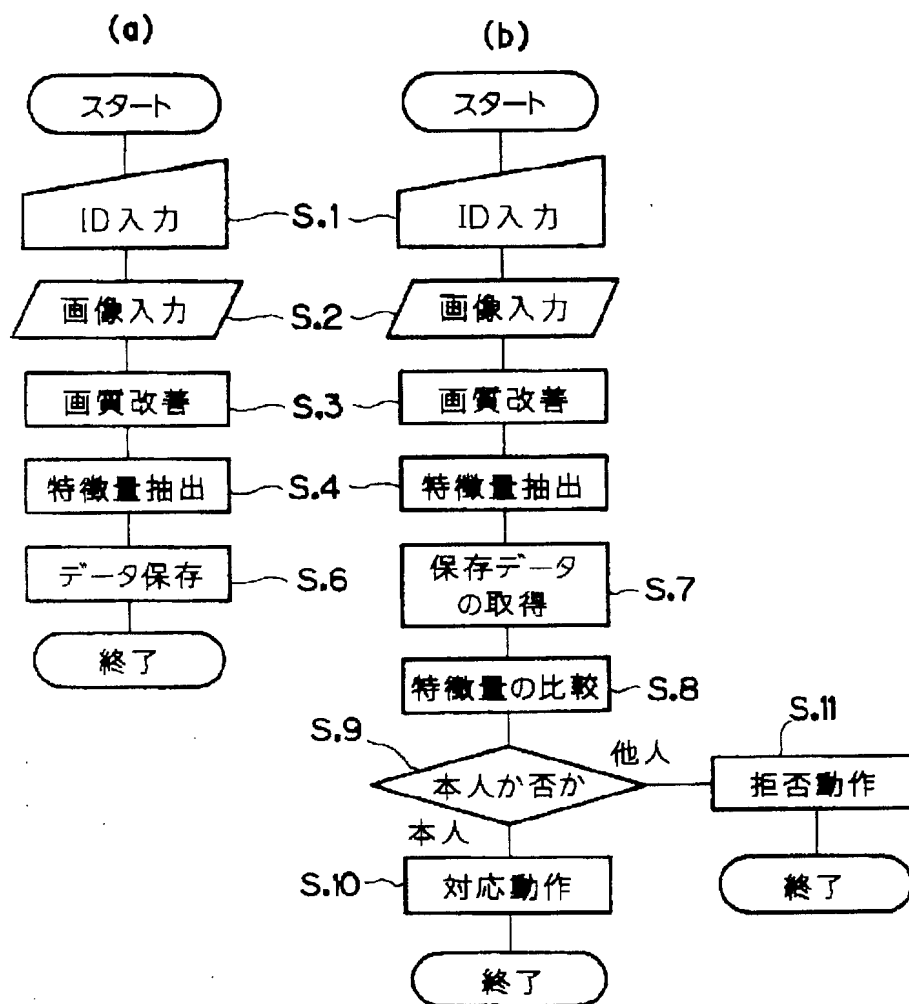 (a)
スタート
ID入力
画像入力
画質改善
特徴量抽出
データ保存
終了
S.1
S.2
S.3
S.4
S.6
(b)
スタート
ID入力
画像入力
画質改善
特徴量抽出
保存データ
の取得
S.7
特徴量の比較
S.8
S.9
本人か否か
他人
S.11
拒否動作
終了
本人
S.10
対応動作
終了